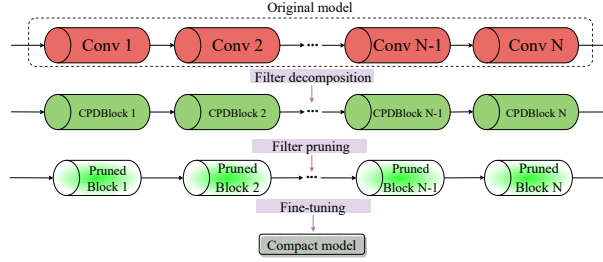 Original model
Conv 1 Conv 2 ... Conv N-1 Conv N
Filter decomposition
CPDBlock 1 CPDBlock 2 ... CPDBlock N-1 CPDBlock N
Filter pruning
Pruned Block 1 Pruned Block 2 ... Pruned Block N-1 Pruned Block N
Fine-tuning
Compact model